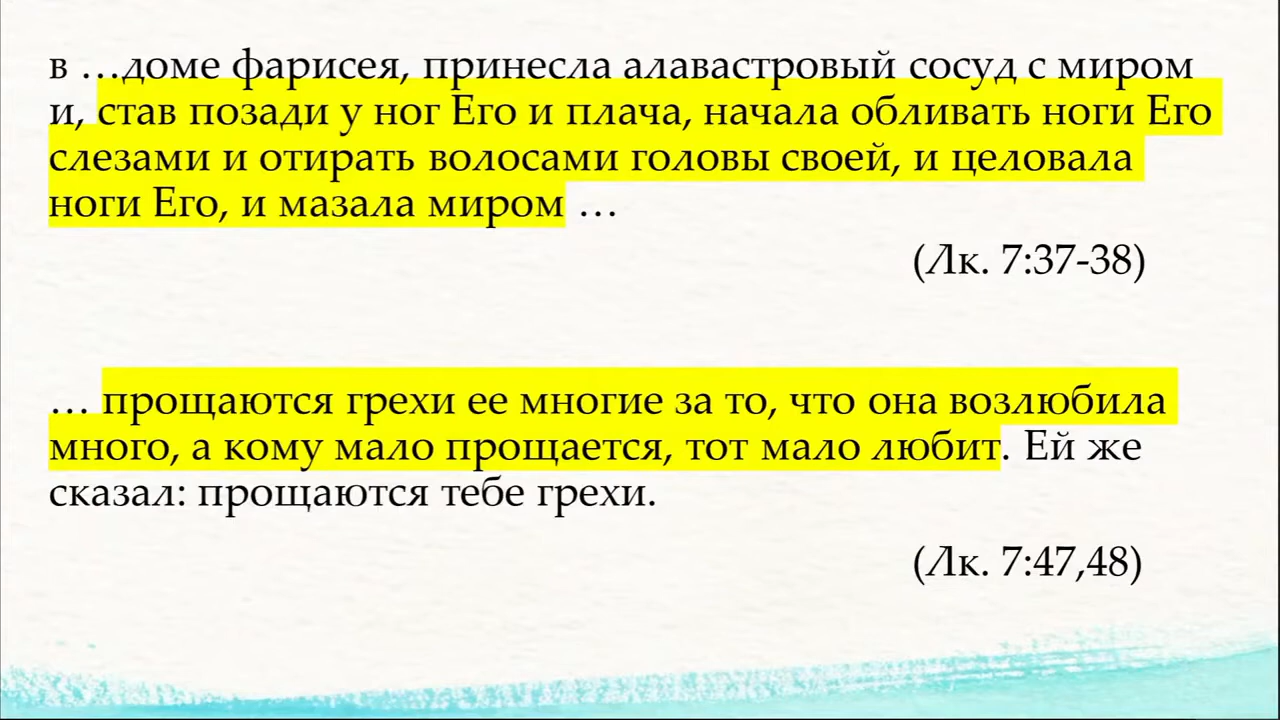 в …доме фарисея, принесла алавастровый сосуд с миром
и, став позади у ног Его и плача, начала обливать ноги Его
слезами и отирать волосами головы своей, и целовала
ноги Его, и мазала миром …
(Лк. 7:37-38)
… прощаются грехи ее многие за то, что она возлюбила
много, а кому мало прощается, тот мало любит. Ей же
сказал: прощаются тебе грехи.
(Лк. 7:47,48)